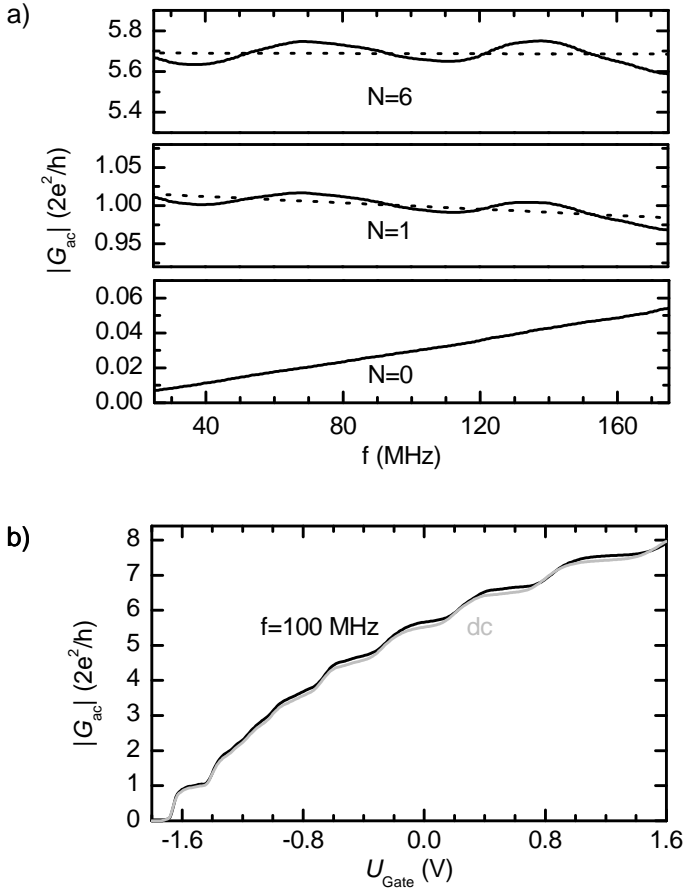 a)
5.8
5.6
5.4
N=6
1.05
1.00
0.95
N=1
|G_ac| (2e²/h)
0.06
0.04
0.02
0.00
N=0
40 80 120 160
f (MHz)
b)
8
7
6
5
4
3
2
1
0
f=100 MHz dc
|G_ac| (2e²/h)
-1.6 -0.8 0.0 0.8 1.6
U_Gate (V)